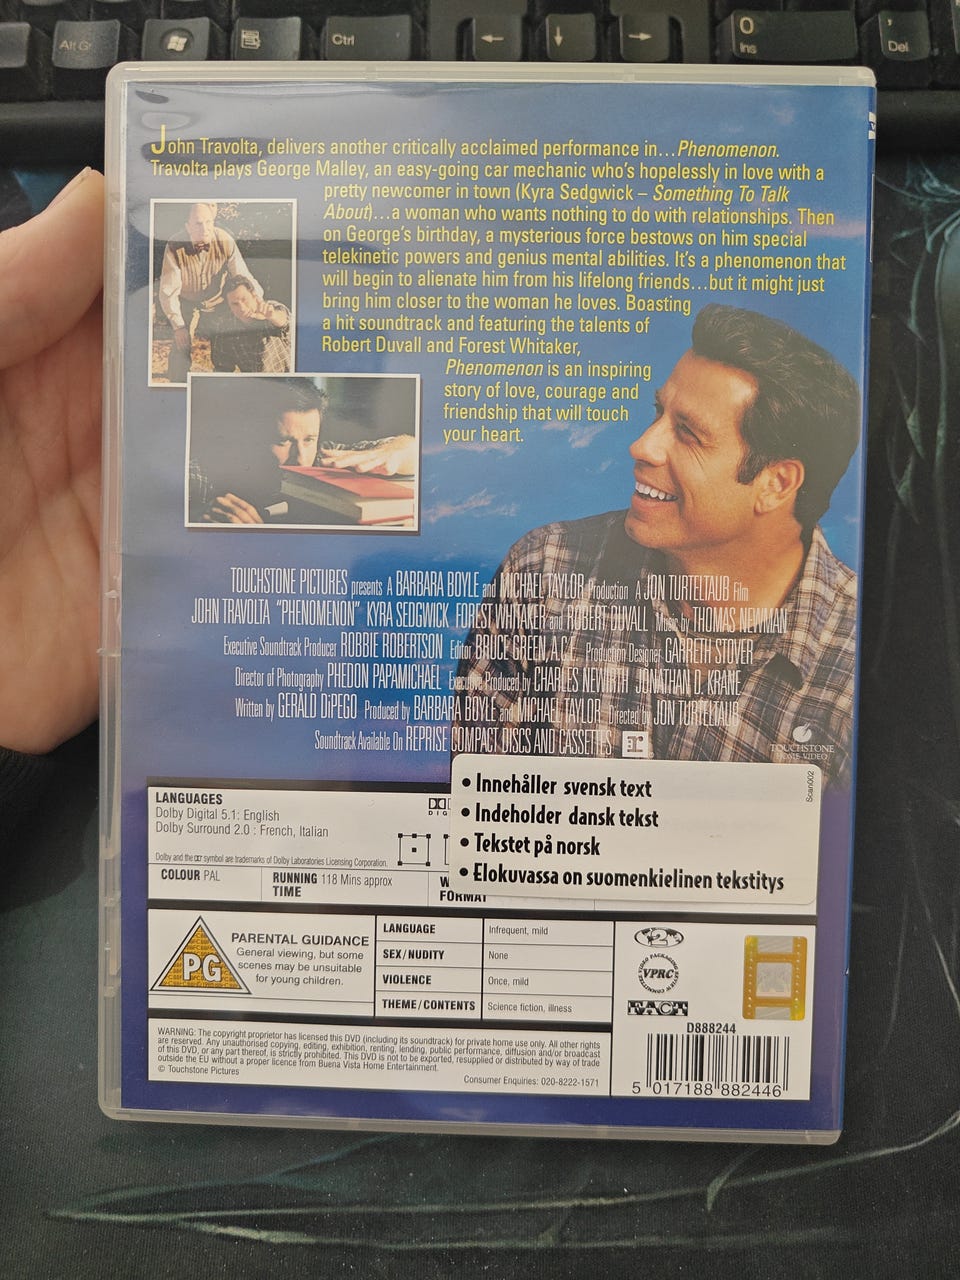 Alt Gr
Ctrl
0
Ins
,
Del
John Travolta, delivers another critically acclaimed performance in...Phenomenon.
Travolta plays George Malley, an easy-going car mechanic who's hopelessly in love with a
pretty newcomer in town (Kyra Sedgwick – Something To Talk
About)...a woman who wants nothing to do with relationships. Then
on George's birthday, a mysterious force bestows on him special
telekinetic powers and genius mental abilities. It's a phenomenon that
will begin to alienate him from his lifelong friends...but it might just
bring him closer to the woman he loves. Boasting
a hit soundtrack and featuring the talents of
Robert Duvall and Forest Whitaker,
Phenomenon is an inspiring
story of love, courage and
friendship that will touch
your heart.
TOUCHSTONE PICTURES presents A BARBARA BOYLE and MICHAEL TAYLOR Production A JON TURTELTAUB Film
JOHN TRAVOLTA "PHENOMENON" KYRA SEDGWICK FOREST WHITAKER and ROBERT DUVALL Music by THOMAS NEWMAN
Executive Soundtrack Producer ROBBIE ROBERTSON Editor BRUCE GREEN, A.C.E. Production Designer GARRETH STOVER
Director of Photography PHEDON PAPAMICHAEL Executive Produced by CHARLES NEWIRTH JONATHAN D. KRANE
Written by GERALD DiPEGO Produced by BARBARA BOYLE and MICHAEL TAYLOR Directed by JON TURTELTAUB
Soundtrack Available On REPRISE COMPACT DISCS AND CASSETTES
TOUCHSTONE
HOME VIDEO
• Innehåller svensk text
• Indeholder dansk tekst
• Tekstet på norsk
• Elokuvassa on suomenkielinen tekstitys
Scan002
LANGUAGES
Dolby Digital 5.1: English
Dolby Surround 2.0 : French, Italian
DIG
Dolby and the symbol are trademarks of Dolby Laboratories Licensing Corporation.
COLOUR PAL
RUNNING TIME 118 Mins approx
W
FORMAT
PG
PARENTAL GUIDANCE
General viewing, but some
scenes may be unsuitable
for young children.
LANGUAGE Infrequent, mild
SEX/NUDITY None
VIOLENCE Once, mild
THEME/CONTENTS Science fiction, illness
2
VIDEO PACKAGING REVIEW COMMITTEE
VPRC
FACT
D888244
5 017188 882446
WARNING: The copyright proprietor has licensed this DVD (including its soundtrack) for private home use only. All other rights
are reserved. Any unauthorised copying, editing, exhibition, renting, lending, public performance, diffusion and/or broadcast
of this DVD, or any part thereof, is strictly prohibited. This DVD is not to be exported, resupplied or distributed by way of trade
outside the EU without a proper licence from Buena Vista Home Entertainment.
© Touchstone Pictures
Consumer Enquiries: 020-8222-1571